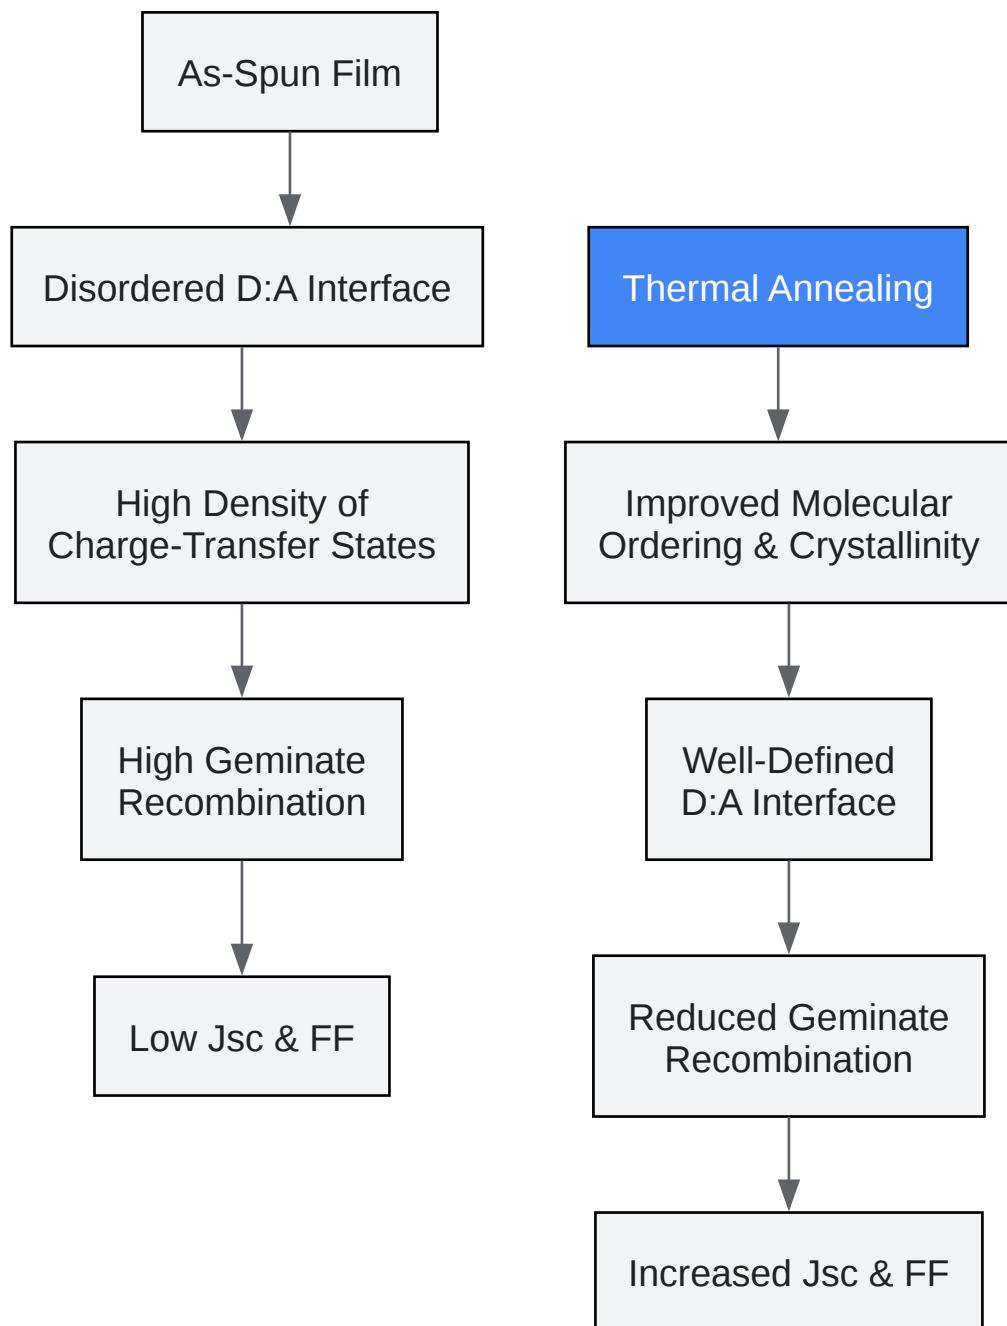 As-Spun Film
Disordered D:A Interface
High Density of
Charge-Transfer States
High Geminate
Recombination
Low Jsc & FF
Thermal Annealing
Improved Molecular
Ordering & Crystallinity
Well-Defined
D:A Interface
Reduced Geminate
Recombination
Increased Jsc & FF